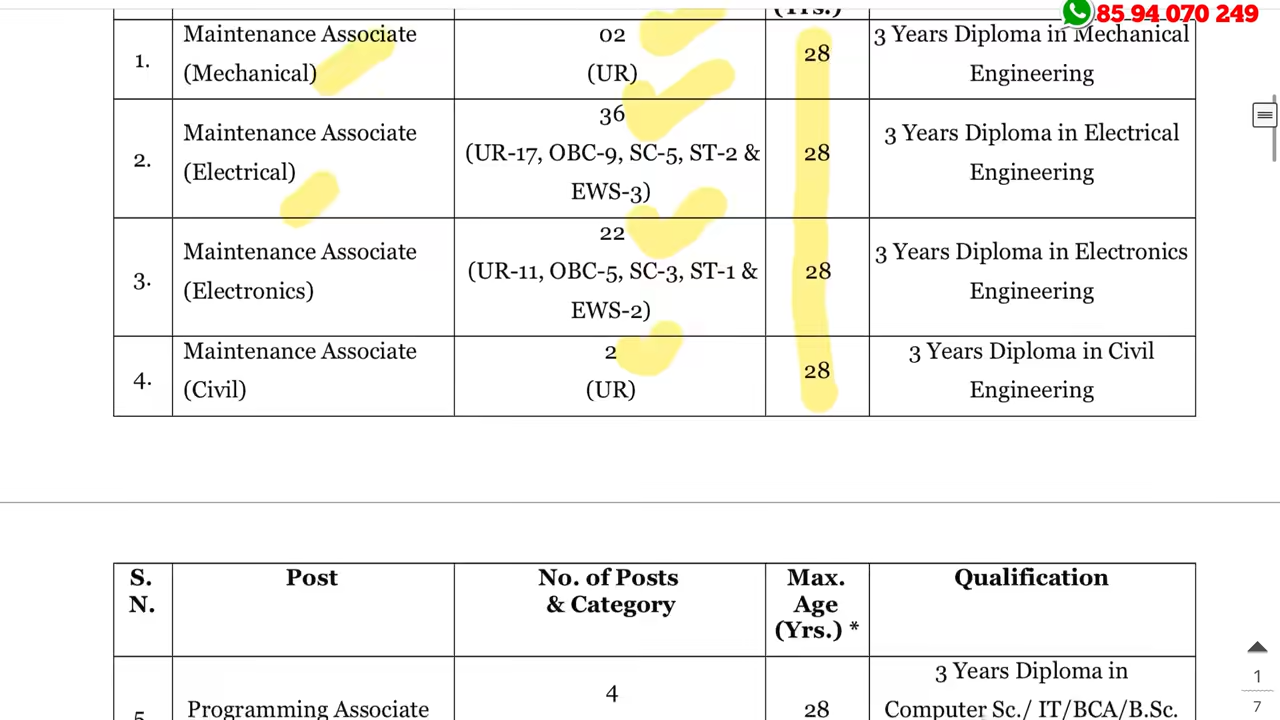 (Yrs.)
85 94 070 249
1.
Maintenance Associate
(Mechanical)
02
(UR)
28
3 Years Diploma in Mechanical
Engineering
2.
Maintenance Associate
(Electrical)
36
(UR-17, OBC-9, SC-5, ST-2 &
EWS-3)
28
3 Years Diploma in Electrical
Engineering
3.
Maintenance Associate
(Electronics)
22
(UR-11, OBC-5, SC-3, ST-1 &
EWS-2)
28
3 Years Diploma in Electronics
Engineering
4.
Maintenance Associate
(Civil)
2
(UR)
28
3 Years Diploma in Civil
Engineering
S.
N.
Post
No. of Posts
& Category
Max.
Age
(Yrs.) *
Qualification
5.
Programming Associate
4
28
3 Years Diploma in
Computer Sc./ IT/BCA/B.Sc.
1
7